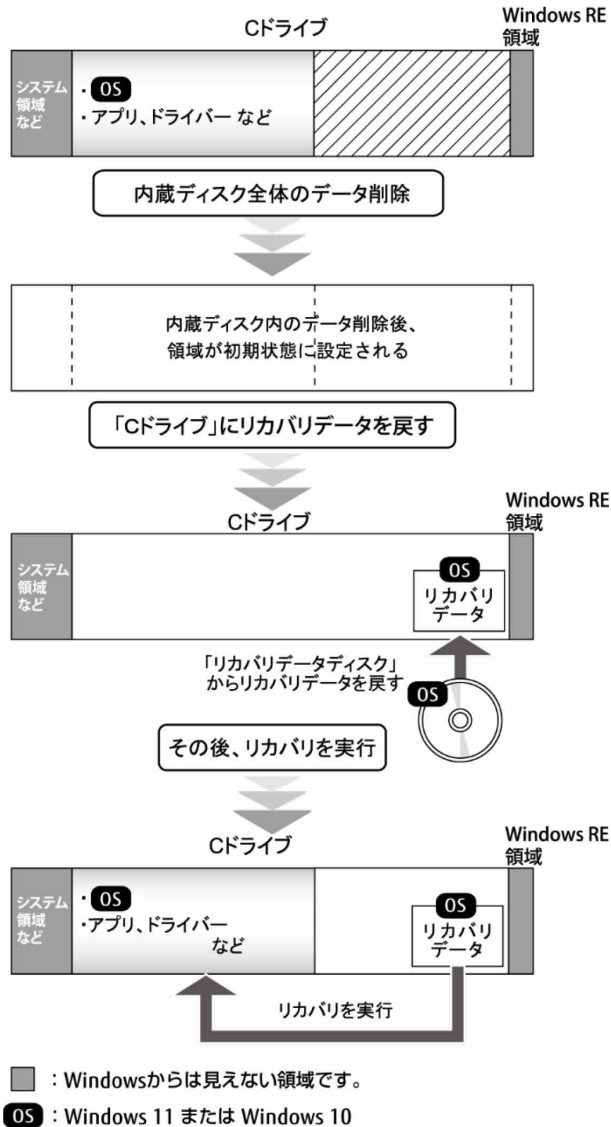 Cドライブ
Windows RE
領域
システム
領域
など
・OS
・アプリ、ドライバー など
内蔵ディスク全体のデータ削除
内蔵ディスク内のデータ削除後、
領域が初期状態に設定される
「Cドライブ」にリカバリデータを戻す
Cドライブ
Windows RE
領域
システム
領域
など
OS
リカバリ
データ
「リカバリデータディスク」
からリカバリデータを戻す
OS
その後、リカバリを実行
Cドライブ
Windows RE
領域
システム
領域
など
・OS
・アプリ、ドライバー
など
OS
リカバリ
データ
リカバリを実行
：Windowsからは見えない領域です。
OS：Windows 11 または Windows 10